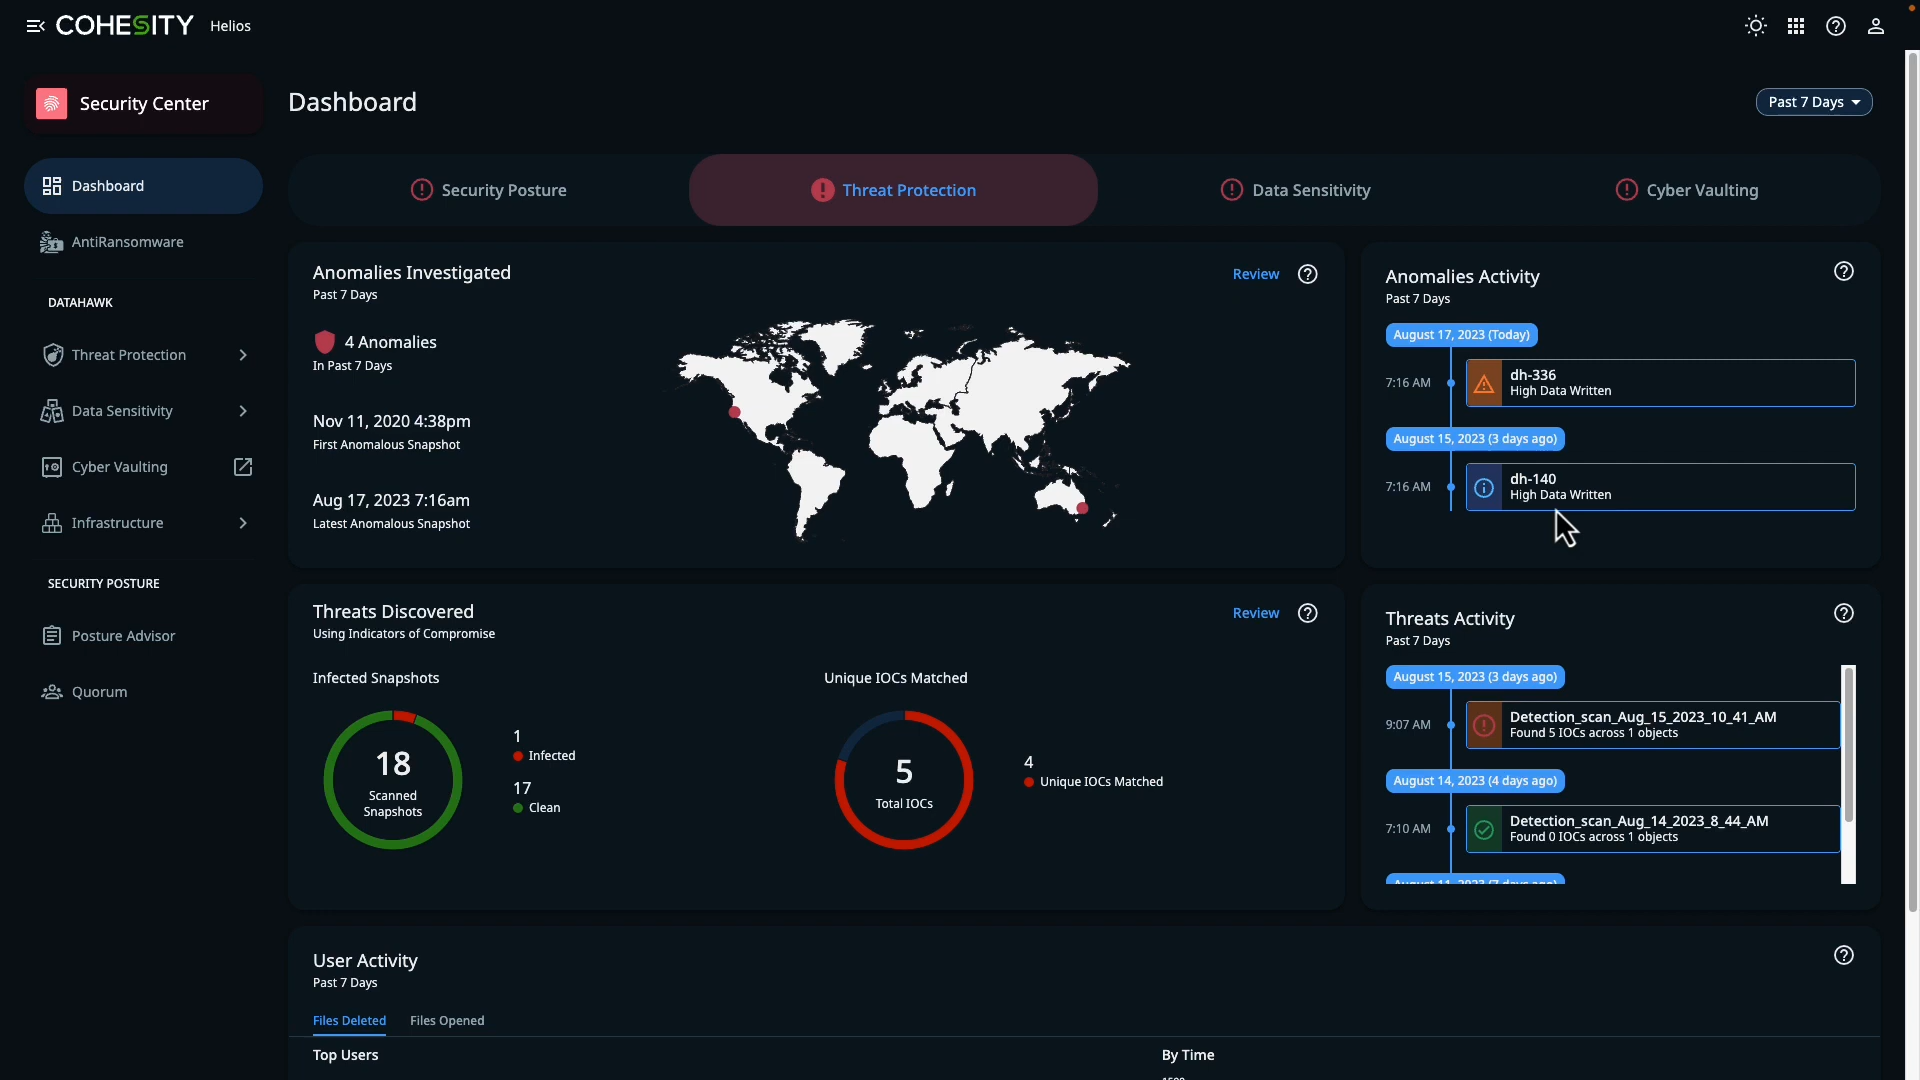 COHESITY Helios
Security Center
Dashboard
AntiRansomware
DATAHAWK
Threat Protection
Data Sensitivity
Cyber Vaulting
Infrastructure
SECURITY POSTURE
Posture Advisor
Quorum
Dashboard
Past 7 Days
Security Posture
Threat Protection
Data Sensitivity
Cyber Vaulting
Anomalies Investigated
Past 7 Days
Review
4 Anomalies
In Past 7 Days
Nov 11, 2020 4:38pm
First Anomalous Snapshot
Aug 17, 2023 7:16am
Latest Anomalous Snapshot
Anomalies Activity
Past 7 Days
August 17, 2023 (Today)
7:16 AM
dh-336
High Data Written
August 15, 2023 (3 days ago)
7:16 AM
dh-140
High Data Written
Threats Discovered
Using Indicators of Compromise
Review
Infected Snapshots
18
Scanned
Snapshots
1
Infected
17
Clean
Unique IOCs Matched
5
Total IOCs
4
Unique IOCs Matched
Threats Activity
Past 7 Days
August 15, 2023 (3 days ago)
9:07 AM
Detection_scan_Aug_15_2023_10_41_AM
Found 5 IOCs across 1 objects
August 14, 2023 (4 days ago)
7:10 AM
Detection_scan_Aug_14_2023_8_44_AM
Found 0 IOCs across 1 objects
August 11, 2023 (7 days ago)
User Activity
Past 7 Days
Files Deleted
Files Opened
Top Users
By Time